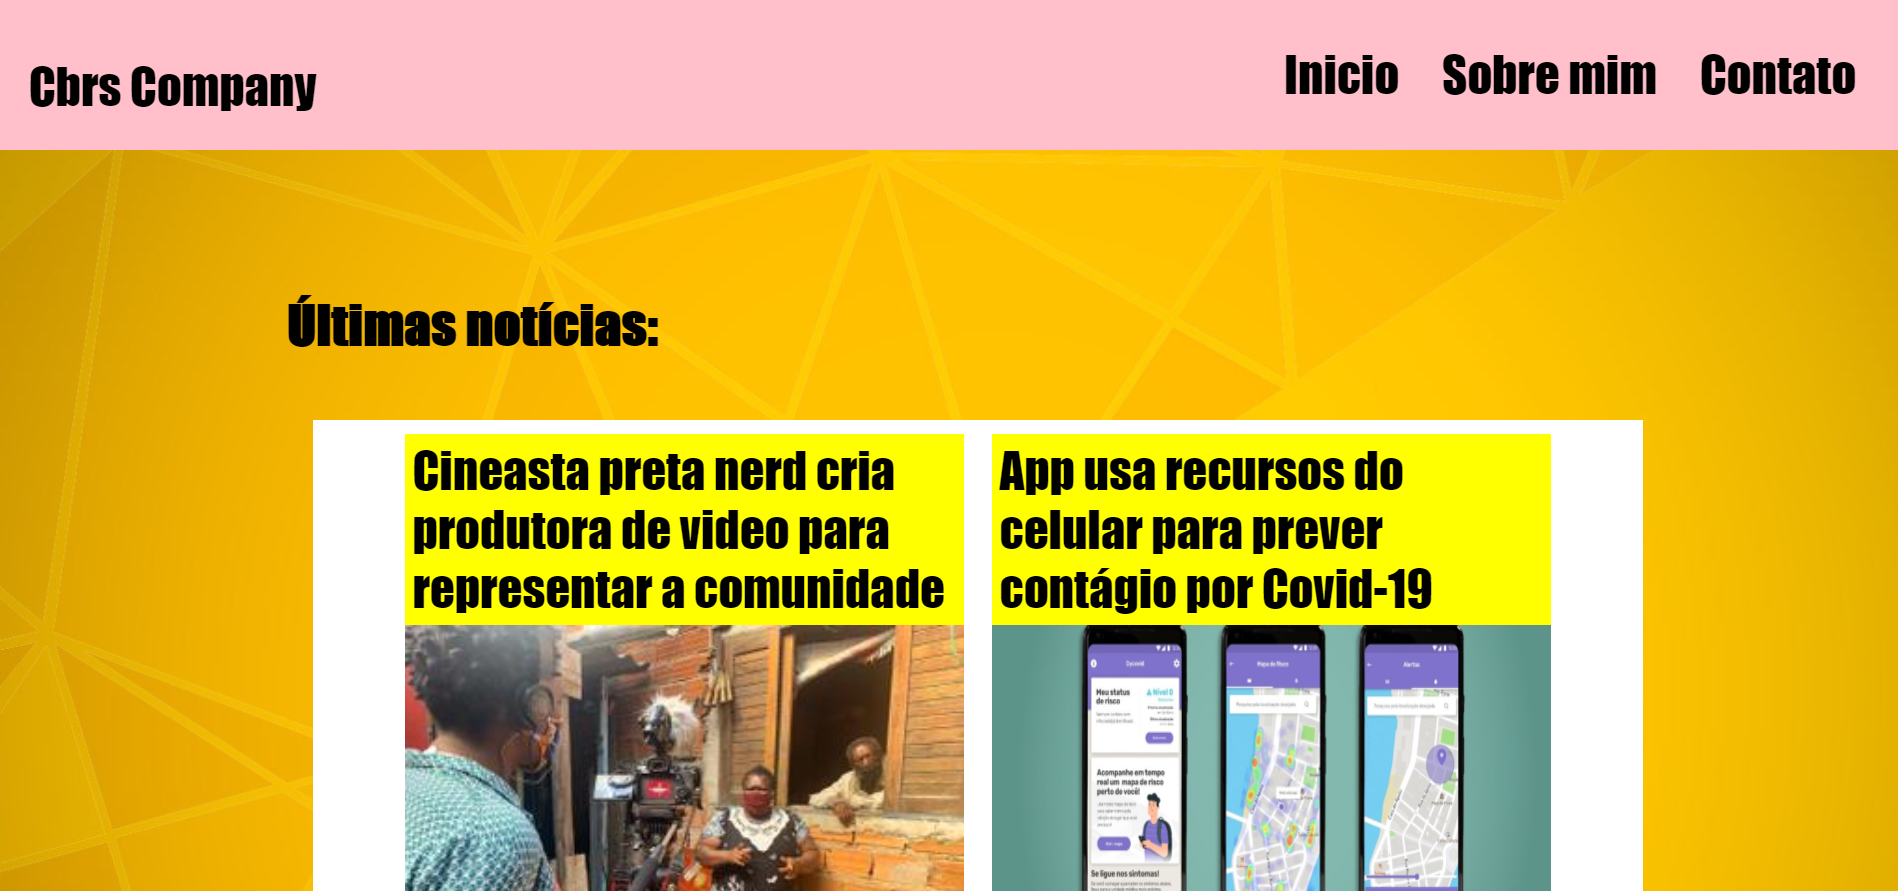 Cbrs Company
Inicio Sobre mim Contato
Últimas notícias:
Cineasta preta nerd cria
produtora de video para
representar a comunidade
App usa recursos do
celular para prever
contágio por Covid-19
Meu status
de risco
Nível 0
Acompanhe em tempo
real um mapa de risco
perto de você!
Se ligue nos sintomas!
Mapa de Risco
Alertas